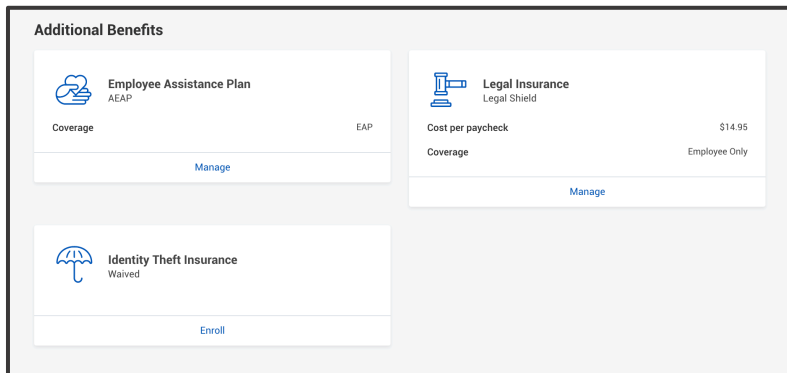 Additional Benefits
Employee Assistance Plan
AEAP
Coverage EAP
Manage
Legal Insurance
Legal Shield
Cost per paycheck $14.95
Coverage Employee Only
Manage
Identity Theft Insurance
Waived
Enroll